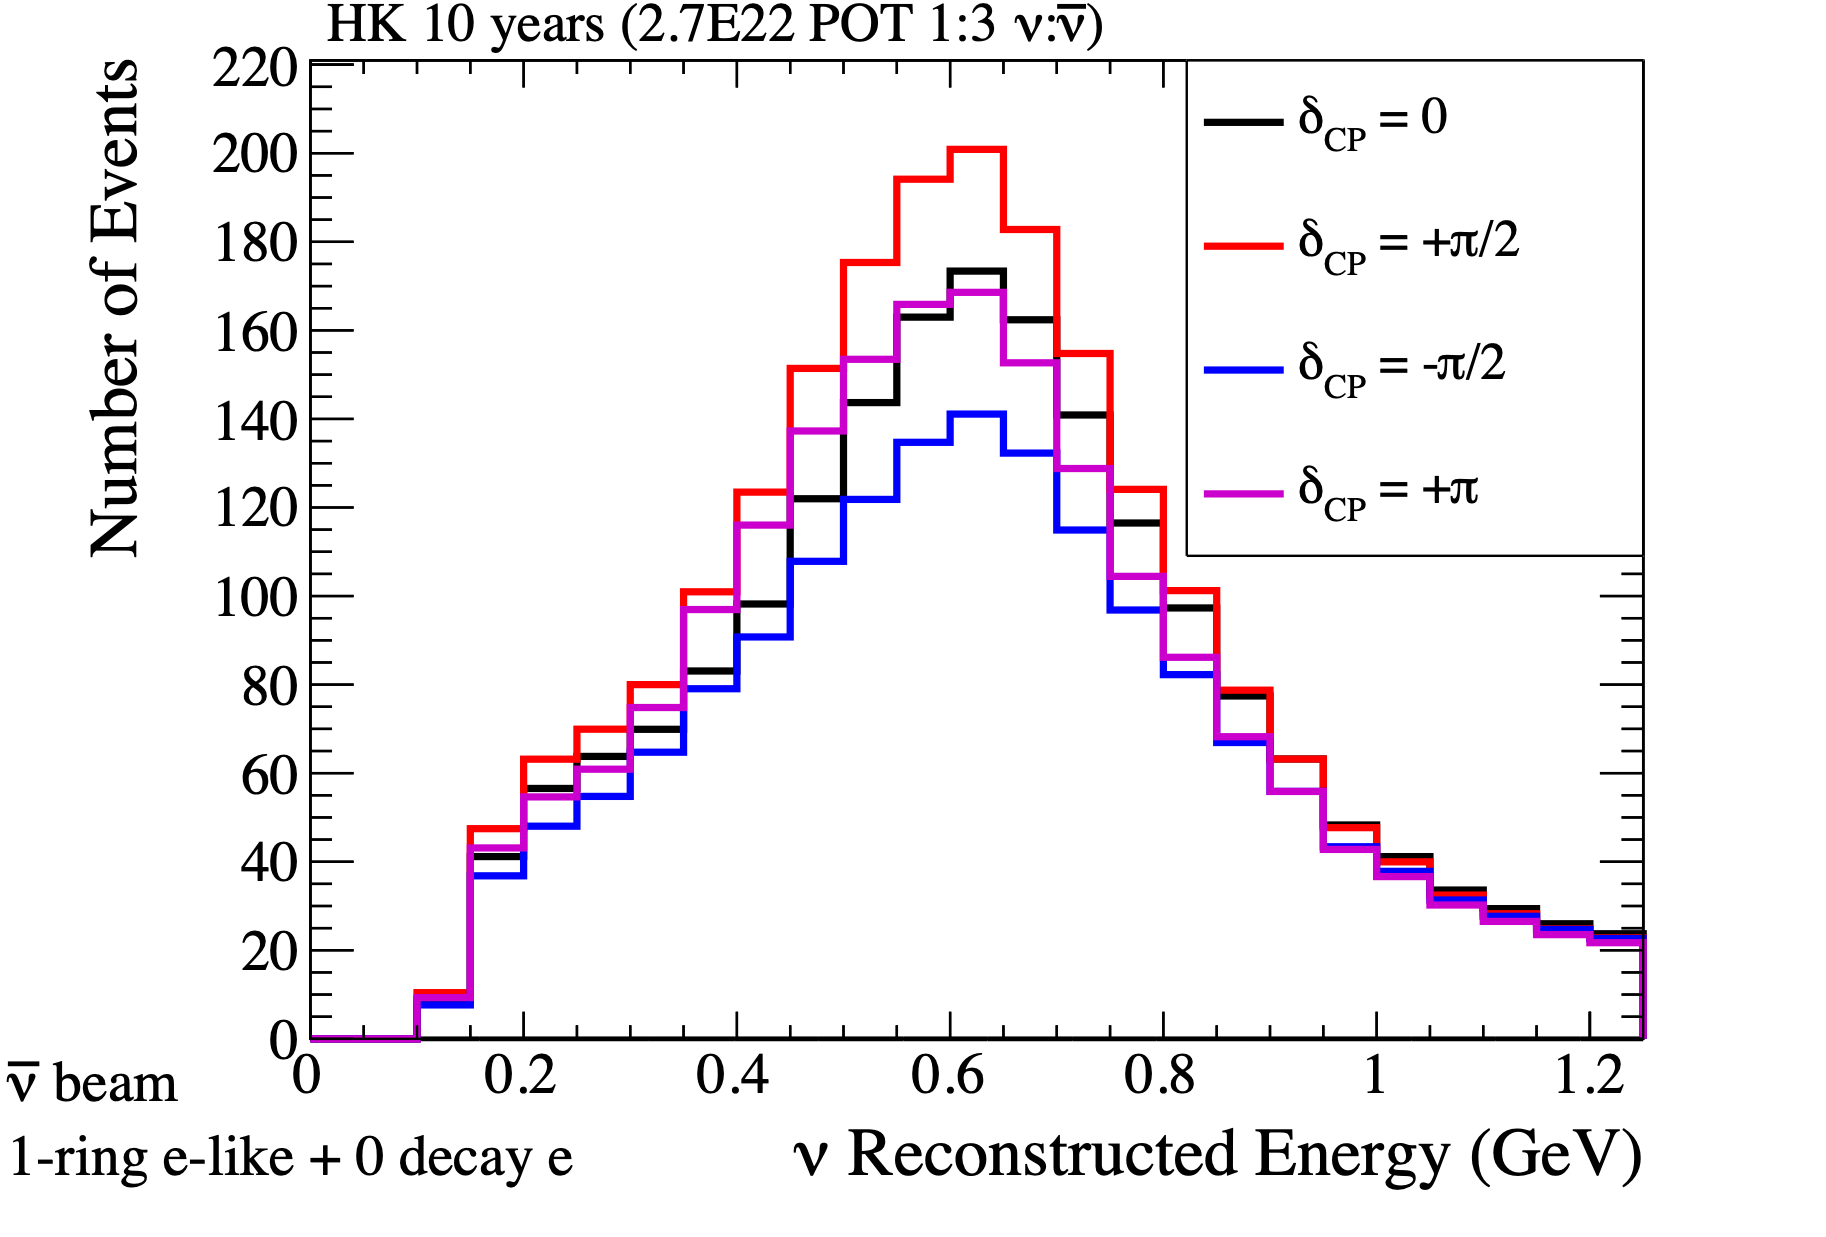 HK 10 years (2.7E22 POT 1:3 ν:ν̅)
Number of Events
220
200
180
160
140
120
100
80
60
40
20
0
δCP = 0
δCP = +π/2
δCP = -π/2
δCP = +π
0 0.2 0.4 0.6 0.8 1 1.2
ν̅ beam
1-ring e-like + 0 decay e
ν Reconstructed Energy (GeV)